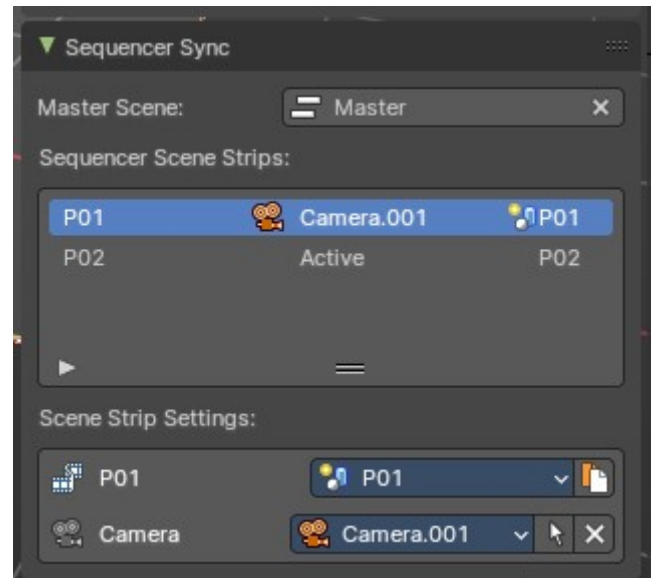 Sequencer Sync
Master Scene: Master
Sequencer Scene Strips:
P01 Camera.001 P01
P02 Active P02
Scene Strip Settings:
P01 P01
Camera Camera.001